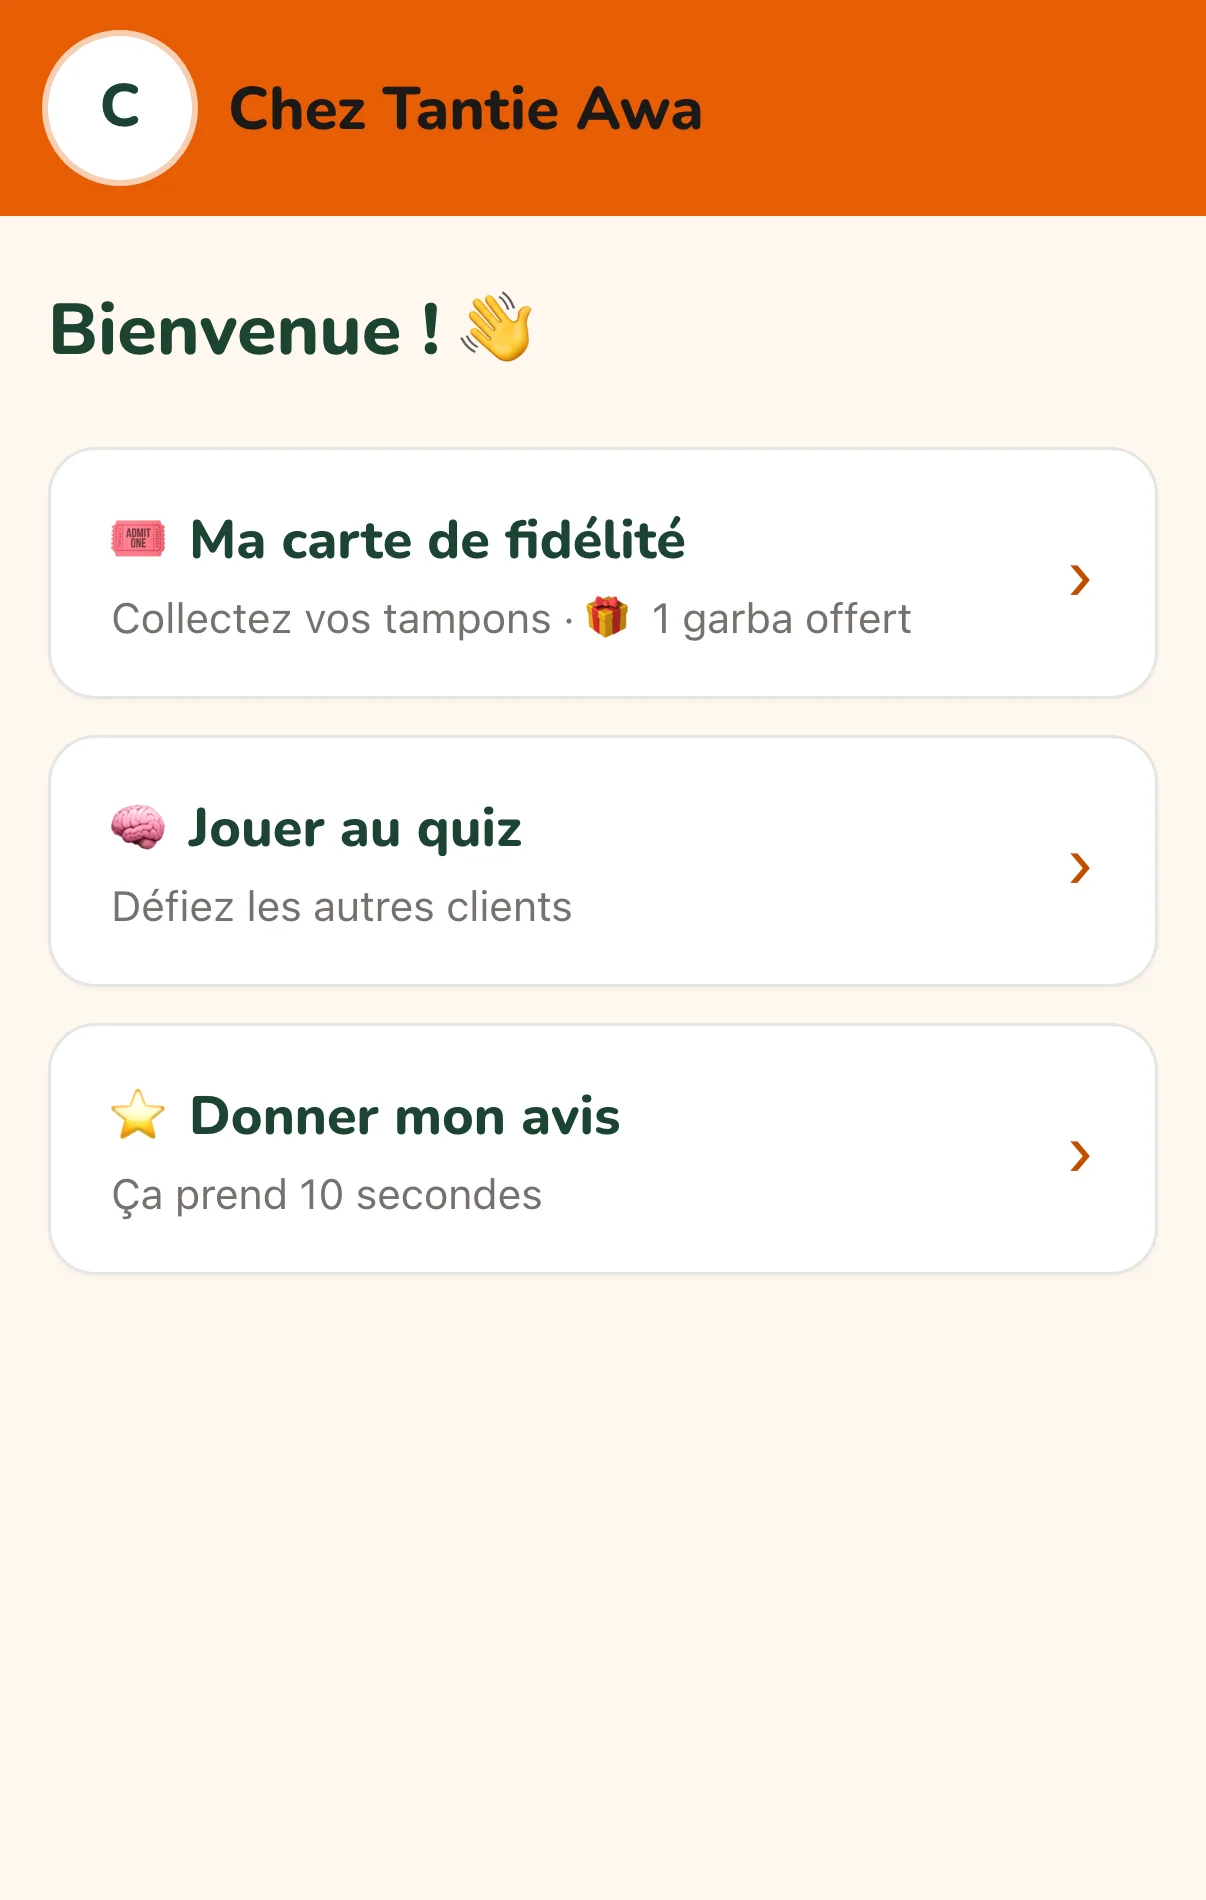 C
Chez Tantie Awa
Bienvenue ! 👋
🎟️ Ma carte de fidélité
Collectez vos tampons · 🎁 1 garba offert
›
🧠 Jouer au quiz
Défiez les autres clients
›
⭐ Donner mon avis
Ça prend 10 secondes
›